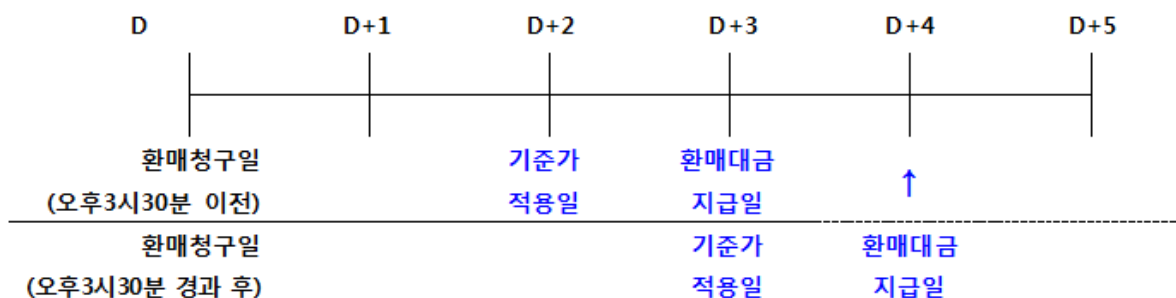 D D+1 D+2 D+3 D+4 D+5
환매청구일 기준가 환매대금
(오후3시30분 이전) 적용일 지급일 ↑
환매청구일 기준가 환매대금
(오후3시30분 경과 후) 적용일 지급일